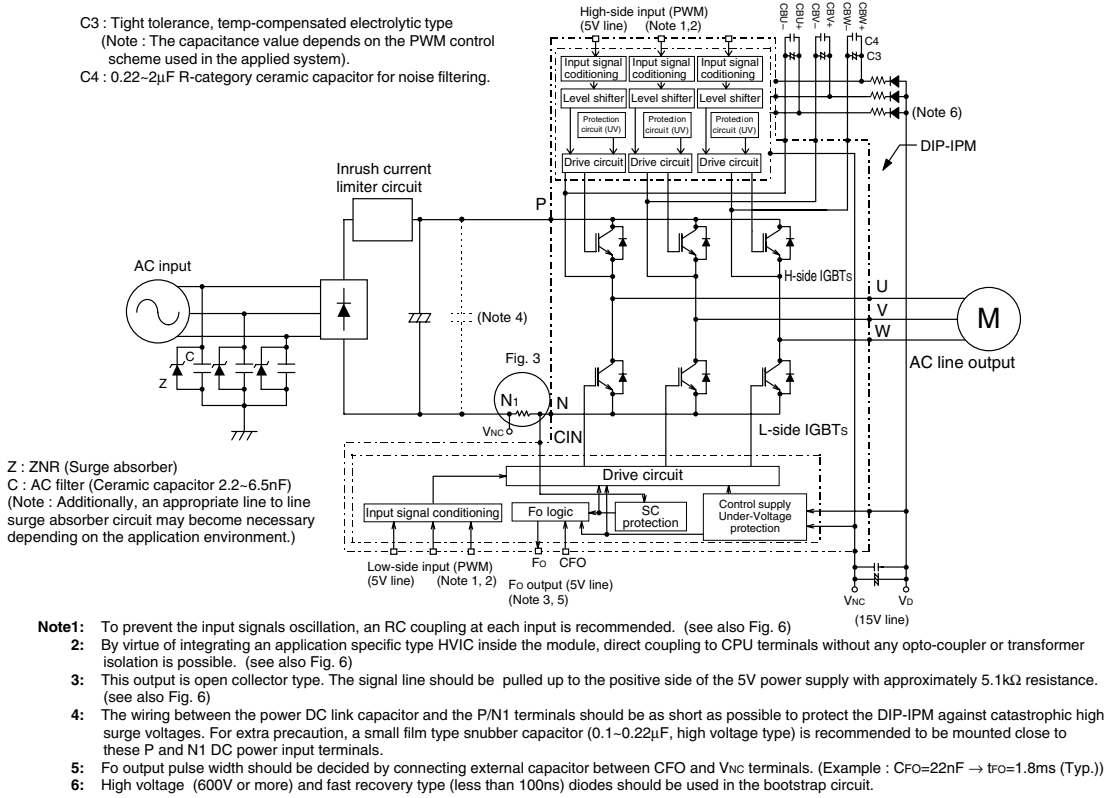 C3 : Tight tolerance, temp-compensated electrolytic type
(Note : The capacitance value depends on the PWM control
scheme used in the applied system).
C4 : 0.22~2μF R-category ceramic capacitor for noise filtering.
High-side input (PWM)
(5V line) (Note 1,2)
CBU–
CBU+
CBV–
CBV+
CBW–
CBW+
C4
C3
Input signal coditioning
Input signal coditioning
Input signal coditioning
Level shifter
Level shifter
Level shifter
Protection circuit (UV)
Protection circuit (UV)
Protection circuit (UV)
Drive circuit
Drive circuit
Drive circuit
(Note 6)
DIP-IPM
Inrush current
limiter circuit
P
AC input
H-side IGBTS
U
V
W
M
AC line output
(Note 4)
C
Z
Fig. 3
N1
N
VNC
CIN
L-side IGBTS
Z : ZNR (Surge absorber)
C : AC filter (Ceramic capacitor 2.2~6.5nF)
(Note : Additionally, an appropriate line to line
surge absorber circuit may become necessary
depending on the application environment.)
Drive circuit
Input signal conditioning
Fo logic
SC
protection
Control supply
Under-Voltage
protection
Low-side input (PWM)
(5V line) (Note 1, 2)
FO CFO
FO output (5V line)
(Note 3, 5)
VNC VD
(15V line)
Note1: To prevent the input signals oscillation, an RC coupling at each input is recommended. (see also Fig. 6)
2: By virtue of integrating an application specific type HVIC inside the module, direct coupling to CPU terminals without any opto-coupler or transformer
isolation is possible. (see also Fig. 6)
3: This output is open collector type. The signal line should be pulled up to the positive side of the 5V power supply with approximately 5.1kΩ resistance.
(see also Fig. 6)
4: The wiring between the power DC link capacitor and the P/N1 terminals should be as short as possible to protect the DIP-IPM against catastrophic high
surge voltages. For extra precaution, a small film type snubber capacitor (0.1~0.22μF, high voltage type) is recommended to be mounted close to
these P and N1 DC power input terminals.
5: Fo output pulse width should be decided by connecting external capacitor between CFO and VNC terminals. (Example : CFO=22nF → tFO=1.8ms (Typ.))
6: High voltage (600V or more) and fast recovery type (less than 100ns) diodes should be used in the bootstrap circuit.